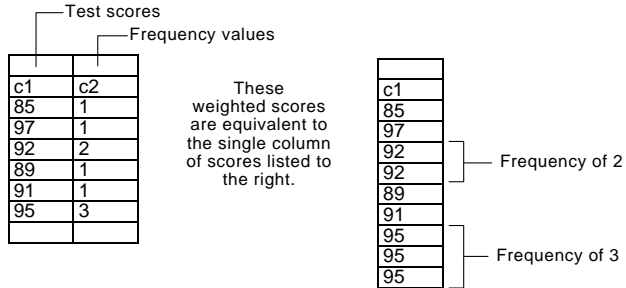 Test scores
Frequency values
c1 c2
85 1
97 1
92 2
89 1
91 1
95 3
These
weighted scores
are equivalent to
the single column
of scores listed to
the right.
c1
85
97
92
92
89
91
95
95
95
Frequency of 2
Frequency of 3